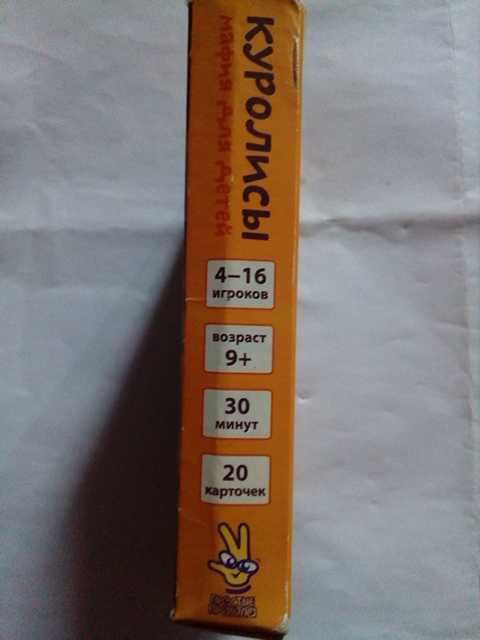 КУРОЛИСЫ
мафия для детей
4–16
игроков
возраст
9+
30
минут
20
карточек